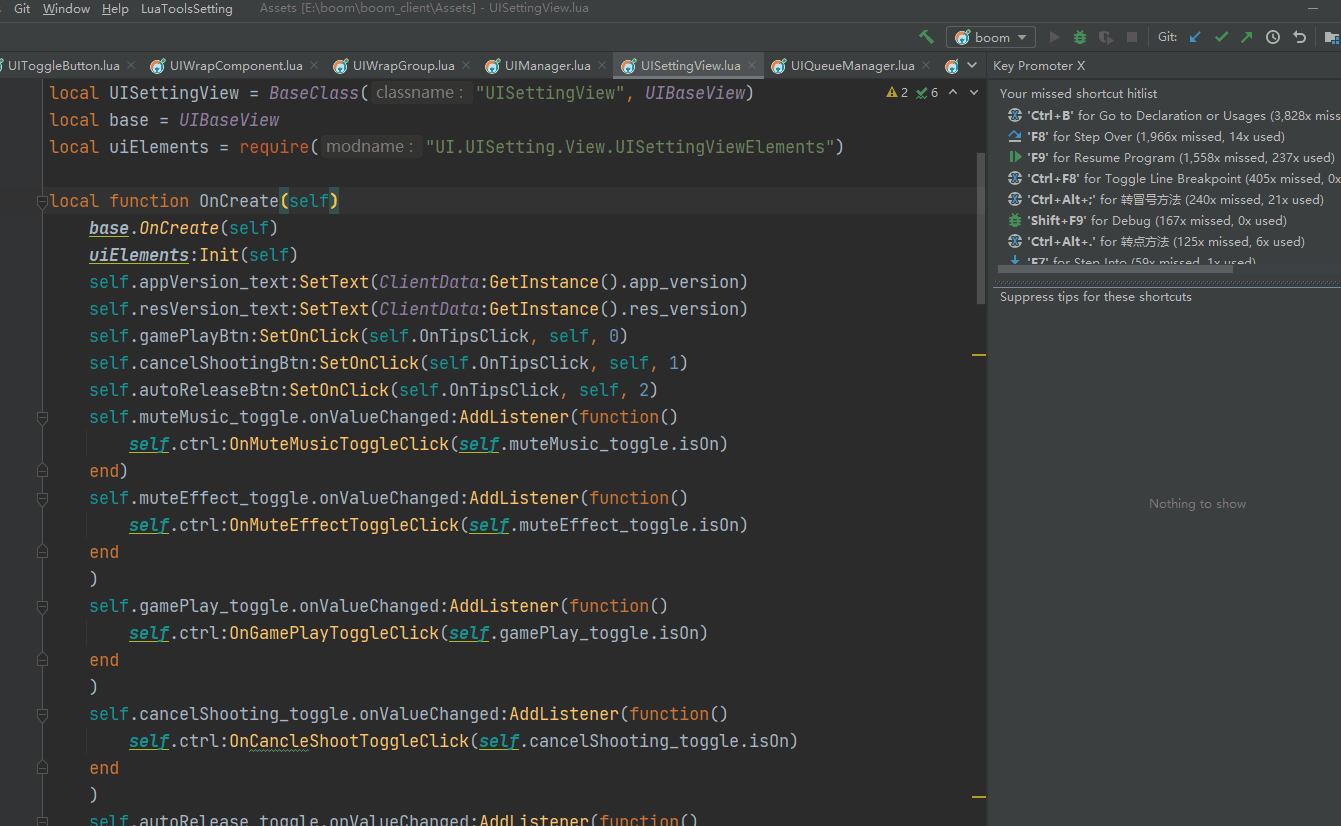 Git Window Help LuaToolsSetting Assets [E:\boom\boom_client\Assets] - UISettingView.lua
boom Git:
UIToggleButton.lua UIWrapComponent.lua UIWrapGroup.lua UIManager.lua UISettingView.lua UIQueueManager.lua Key Promoter X
local UISettingView = BaseClass( classname : "UISettingView", UIBaseView)
2 6
local base = UIBaseView
local uiElements = require( modname : "UI.UISetting.View.UISettingViewElements")
local function OnCreate(self)
base.OnCreate(self)
uiElements:Init(self)
self.appVersion_text:SetText(ClientData:GetInstance().app_version)
self.resVersion_text:SetText(ClientData:GetInstance().res_version)
self.gamePlayBtn:SetOnClick(self.OnTipsClick, self, 0)
self.cancelShootingBtn:SetOnClick(self.OnTipsClick, self, 1)
self.autoReleaseBtn:SetOnClick(self.OnTipsClick, self, 2)
self.muteMusic_toggle.onValueChanged:AddListener(function()
self.ctrl:OnMuteMusicToggleClick(self.muteMusic_toggle.isOn)
end)
self.muteEffect_toggle.onValueChanged:AddListener(function()
self.ctrl:OnMuteEffectToggleClick(self.muteEffect_toggle.isOn)
end
)
self.gamePlay_toggle.onValueChanged:AddListener(function()
self.ctrl:OnGamePlayToggleClick(self.gamePlay_toggle.isOn)
end
)
self.cancelShooting_toggle.onValueChanged:AddListener(function()
self.ctrl:OnCancleShootToggleClick(self.cancelShooting_toggle.isOn)
end
)
self.autoRelease_toggle.onValueChanged:AddListener(function()
Your missed shortcut hitlist
'Ctrl+B' for Go to Declaration or Usages (3,828x miss
'F8' for Step Over (1,966x missed, 14x used)
'F9' for Resume Program (1,558x missed, 237x used)
'Ctrl+F8' for Toggle Line Breakpoint (405x missed, 0x
'Ctrl+Alt+;' for 转冒号方法 (240x missed, 21x used)
'Shift+F9' for Debug (167x missed, 0x used)
'Ctrl+Alt+.' for 转点方法 (125x missed, 6x used)
'F7' for Step Into (59x missed, 1x used)
Suppress tips for these shortcuts
Nothing to show